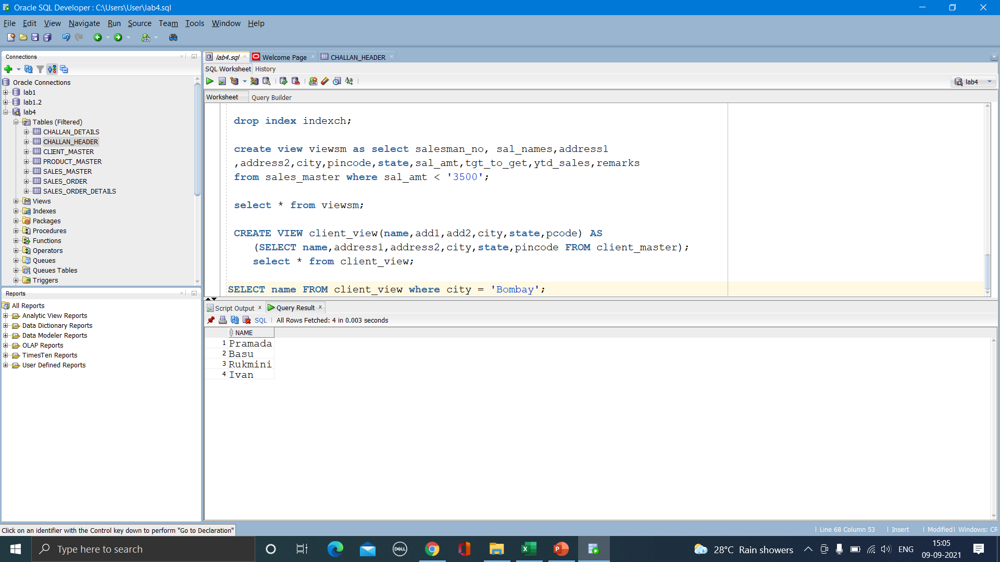 Oracle SQL Developer : C:\Users\User\lab4.sql
File Edit View Navigate Run Source Team Tools Window Help
Connections
Oracle Connections
lab1
lab1.2
lab4
Tables (Filtered)
CHALLAN_DETAILS
CHALLAN_HEADER
CLIENT_MASTER
PRODUCT_MASTER
SALES_MASTER
SALES_ORDER
SALES_ORDER_DETAILS
Views
Indexes
Packages
Procedures
Functions
Operators
Queues
Queues Tables
Triggers
Reports
All Reports
Analytic View Reports
Data Dictionary Reports
Data Modeler Reports
OLAP Reports
TimesTen Reports
User Defined Reports
lab4.sql Welcome Page CHALLAN_HEADER
SQL Worksheet History
Aa lab4
Worksheet Query Builder
drop index indexch;
create view viewsm as select salesman_no, sal_names,address1
,address2,city,pincode,state,sal_amt,tgt_to_get,ytd_sales,remarks
from sales_master where sal_amt < '3500';
select * from viewsm;
CREATE VIEW client_view(name,add1,add2,city,state,pcode) AS
(SELECT name,address1,address2,city,state,pincode FROM client_master);
select * from client_view;
SELECT name FROM client_view where city = 'Bombay';
Script Output Query Result
SQL All Rows Fetched: 4 in 0.003 seconds
NAME
1 Pramada
2 Basu
3 Rukmini
4 Ivan
Click on an identifier with the Control key down to perform "Go to Declaration"
Line 68 Column 53 Insert Modified Windows: CR
Type here to search
DELL
28°C Rain showers
ENG
15:05
09-09-2021